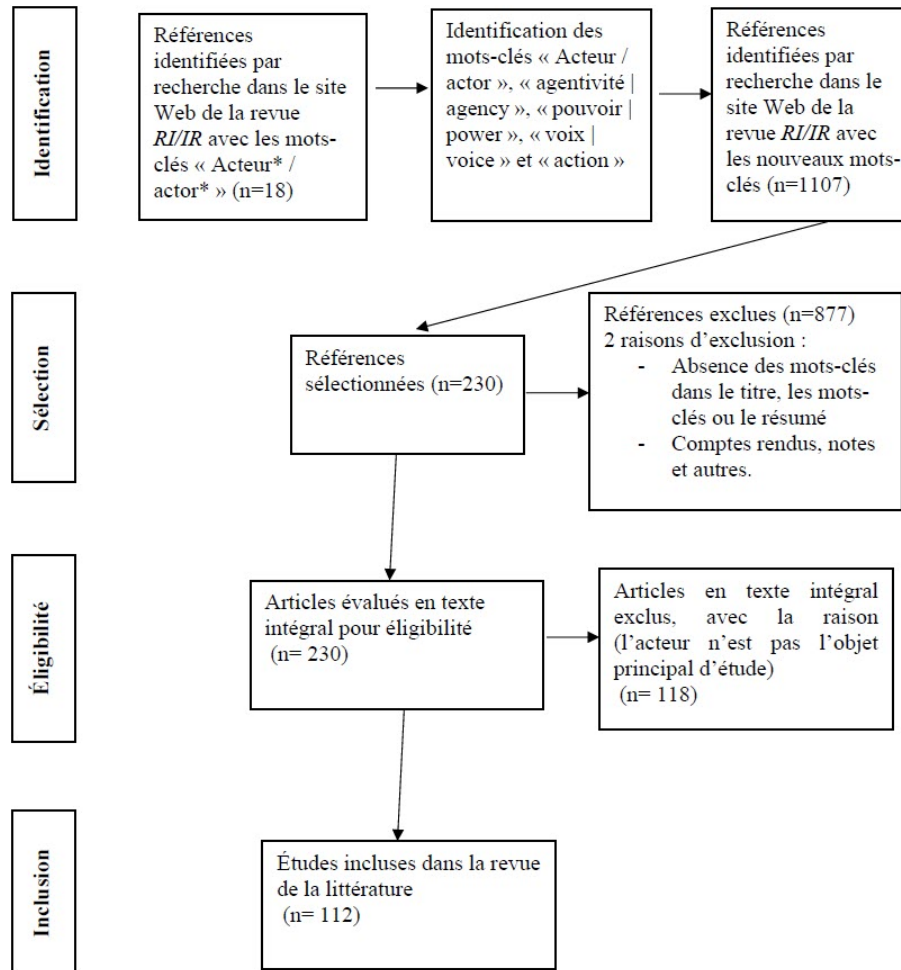 Identification
Références
identifiées par
recherche dans le site
Web de la revue
RI/IR avec les mots-
clés « Acteur* /
actor* » (n=18)
Identification des
mots-clés « Acteur /
actor », « agentivité |
agency », « pouvoir |
power », « voix |
voice » et « action »
Références
identifiées par
recherche dans le site
Web de la revue
revue RI/IR avec
les nouveaux mots-
clés (n=1107)
Sélection
Références
sélectionnées (n=230)
Références exclues (n=877)
2 raisons d’exclusion :
- Absence des mots-clés
dans le titre, les mots-
clés ou le résumé
- Comptes rendus, notes
et autres.
Éligibilité
Articles évalués en texte
intégral pour éligibilité
(n= 230)
Articles en texte intégral
exclus, avec la raison
(l’acteur n’est pas l’objet
principal d’étude)
(n= 118)
Inclusion
Études incluses dans la revue
de la littérature
(n= 112)